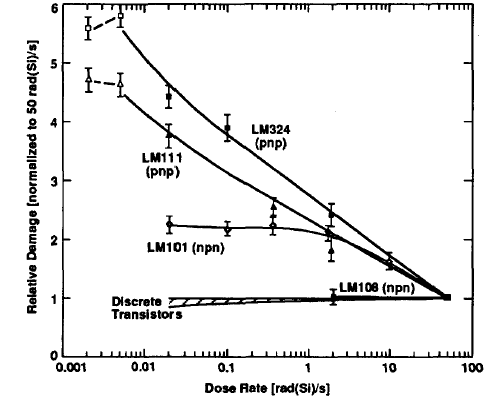 Relative Damage [normalized to 50 rad(Si)/s]
6
5
4
3
2
1
0
LM324
(pnp)
LM111
(pnp)
LM101 (npn)
LM108 (npn)
Discrete
Transistors
0.001
0.01
0.1
1
10
100
Dose Rate [rad(Si)/s]